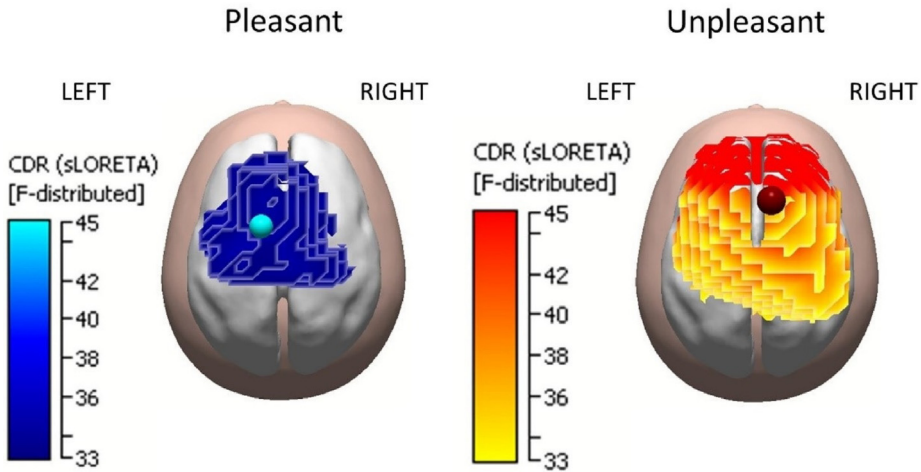 Pleasant
LEFT
RIGHT
CDR (sLORETA)
[F-distributed]
45
42
40
38
36
33
Unpleasant
LEFT
RIGHT
CDR (sLORETA)
[F-distributed]
45
42
40
38
36
33